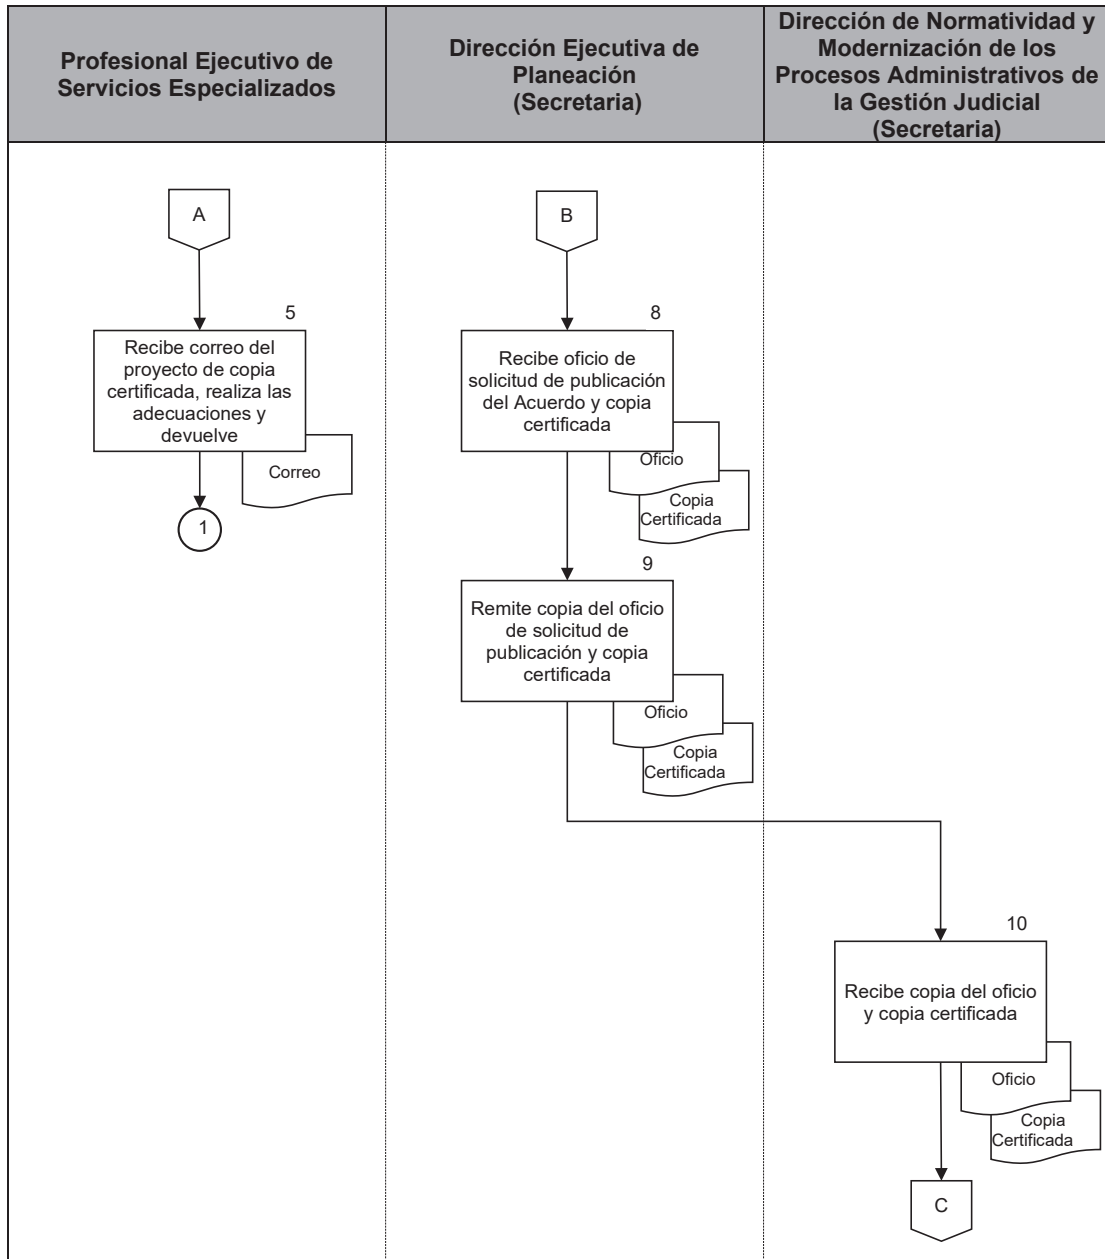 Profesional Ejecutivo de
Servicios Especializados
Dirección Ejecutiva de
Planeación
(Secretaria)
Dirección de Normatividad y
Modernización de los
Procesos Administrativos de
la Gestión Judicial
(Secretaria)
A
5
Recibe correo del
proyecto de copia
certificada, realiza las
adecuaciones y
devuelve
Correo
1
B
8
Recibe oficio de
solicitud de publicación
del Acuerdo y copia
certificada
Oficio
Copia
Certificada
9
Remite copia del oficio
de solicitud de
publicación y copia
certificada
Oficio
Copia
Certificada
10
Recibe copia del oficio
y copia certificada
Oficio
Copia
Certificada
C